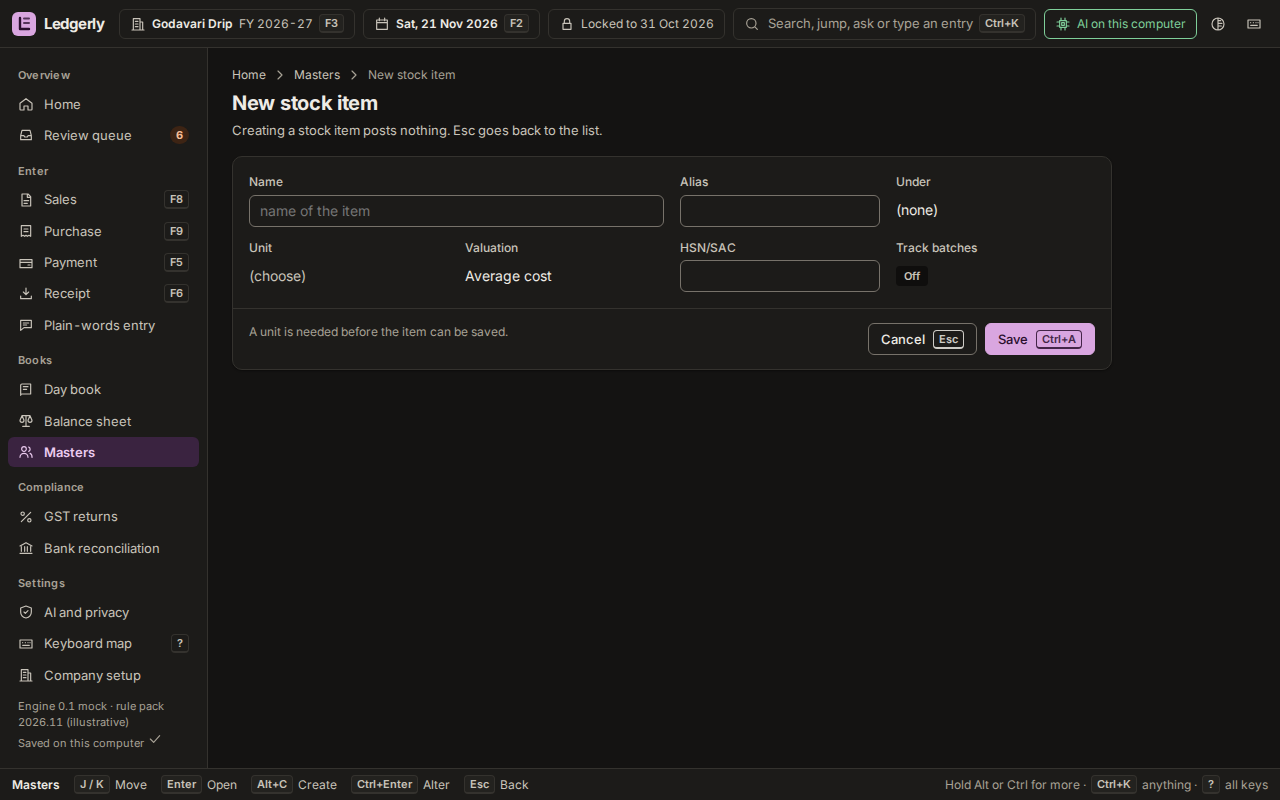 Ledgerly
Godavari Drip FY 2026-27 F3
Sat, 21 Nov 2026 F2
Locked to 31 Oct 2026
Search, jump, ask or type an entry Ctrl+K
AI on this computer
Overview
Home
Review queue 6
Enter
Sales F8
Purchase F9
Payment F5
Receipt F6
Plain-words entry
Books
Day book
Balance sheet
Masters
Compliance
GST returns
Bank reconciliation
Settings
AI and privacy
Keyboard map ?
Company setup
Engine 0.1 mock · rule pack
2026.11 (illustrative)
Saved on this computer
Home > Masters > New stock item
New stock item
Creating a stock item posts nothing. Esc goes back to the list.
Name Alias Under
name of the item (none)
Unit Valuation HSN/SAC Track batches
(choose) Average cost Off
A unit is needed before the item can be saved.
Cancel Esc Save Ctrl+A
Masters J / K Move Enter Open Alt+C Create Ctrl+Enter Alter Esc Back
Hold Alt or Ctrl for more · Ctrl+K anything · ? all keys